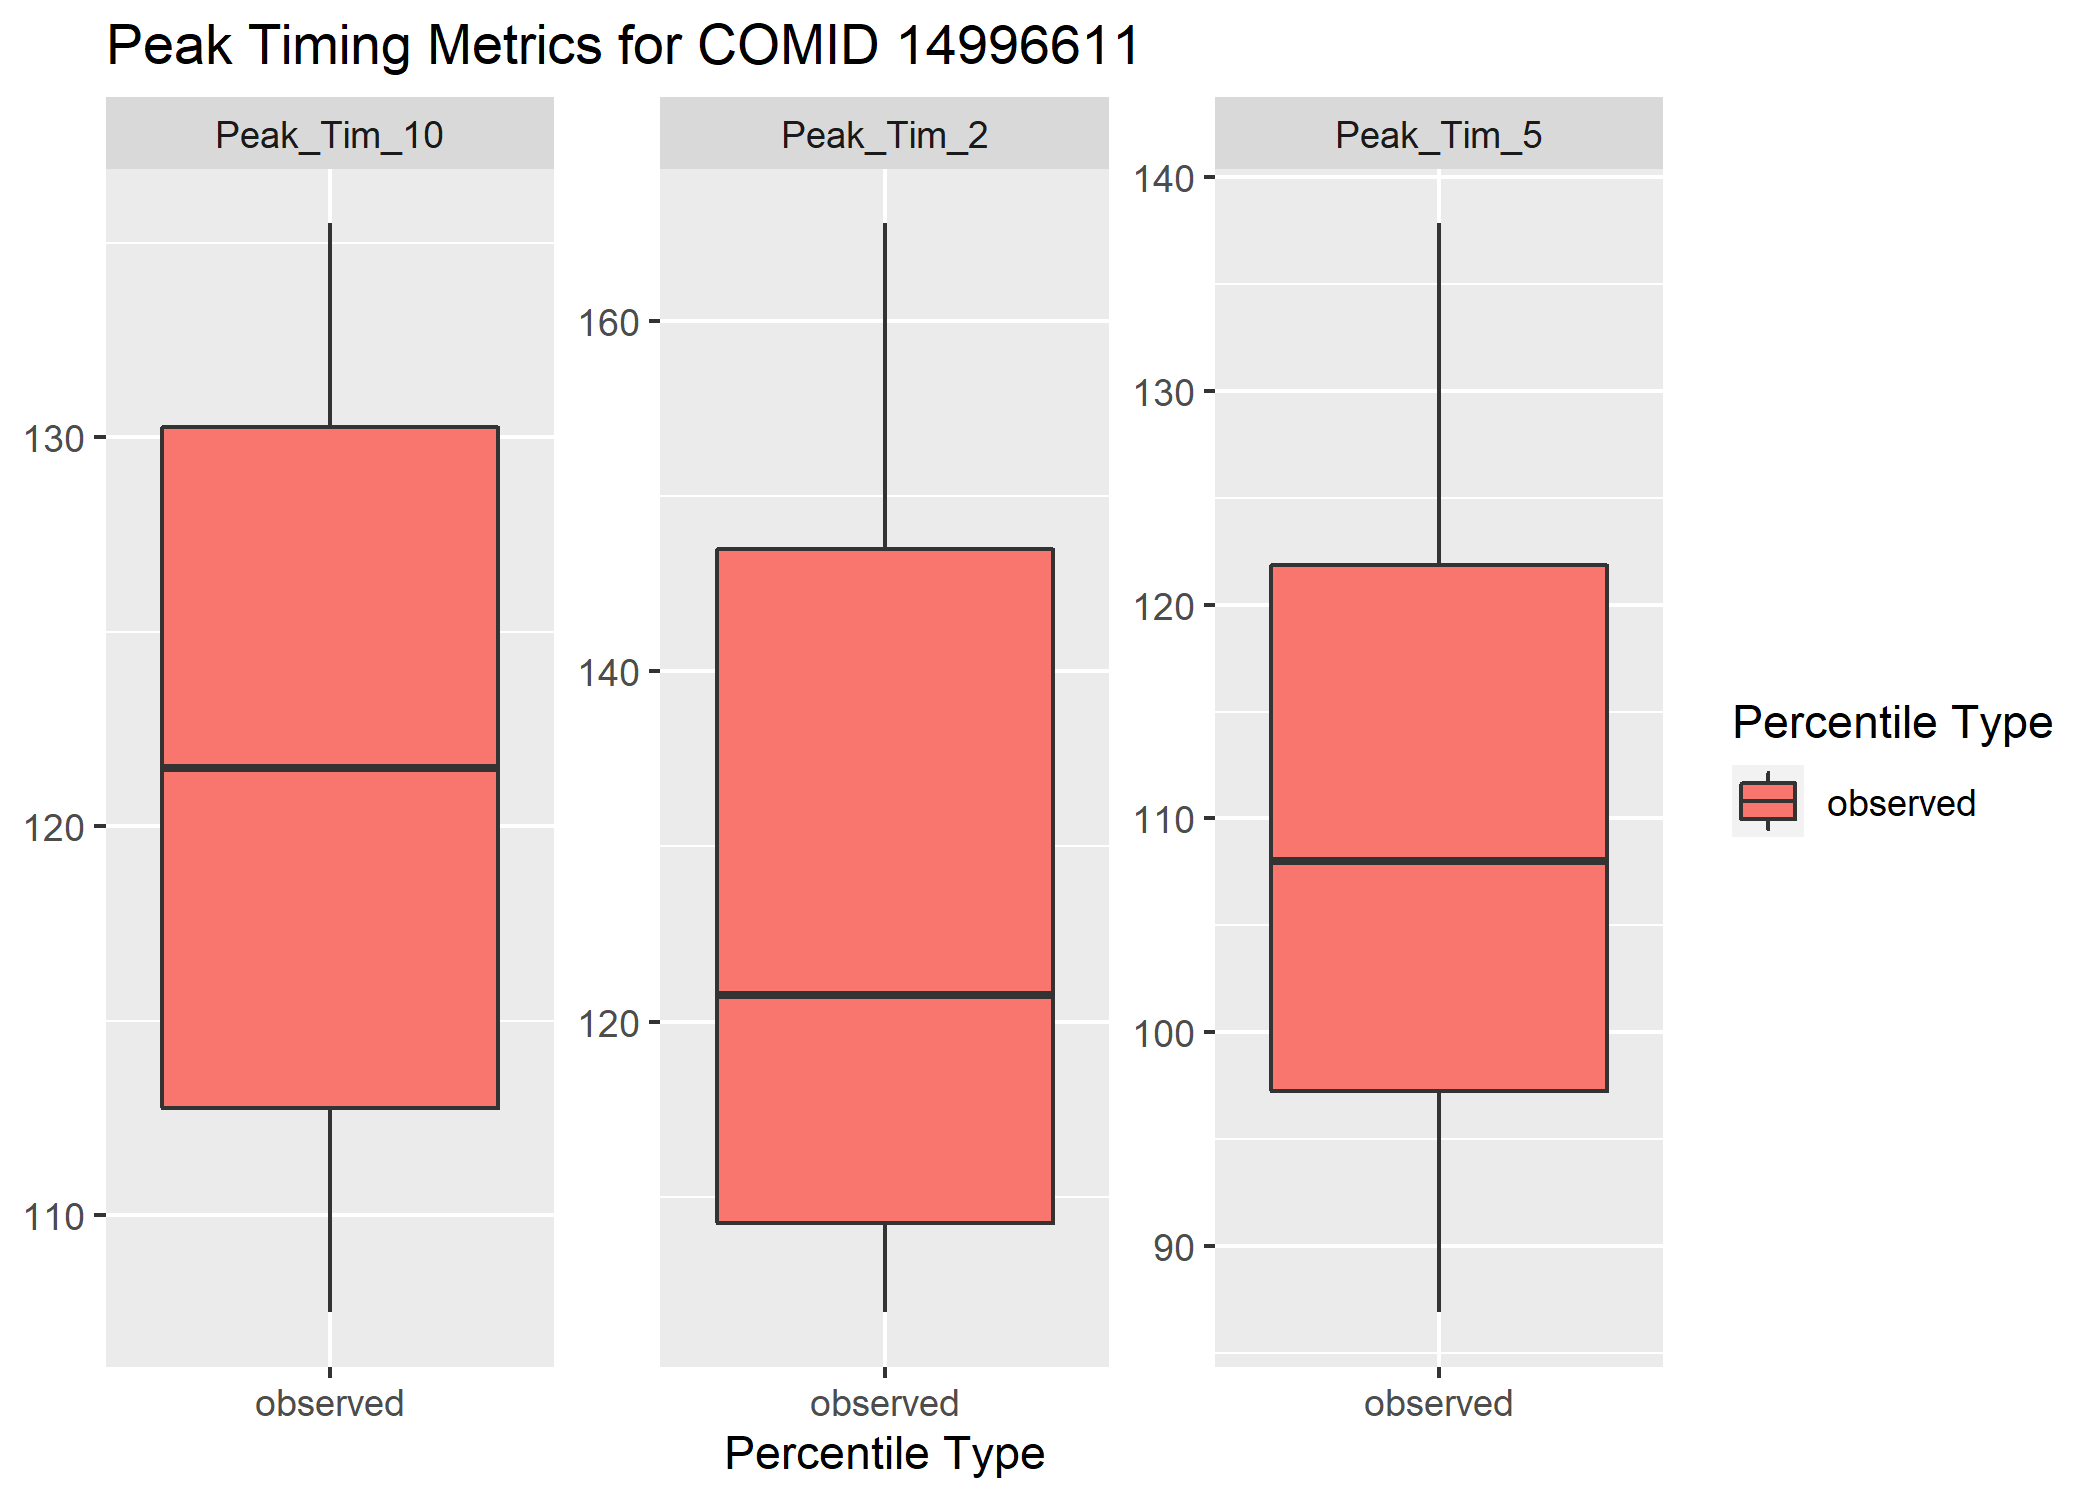 Peak Timing Metrics for COMID 14996611
Peak_Tim_10
Peak_Tim_2
Peak_Tim_5
130
120
110
160
140
120
140
130
120
110
100
90
observed
observed
observed
Percentile Type
Percentile Type
observed